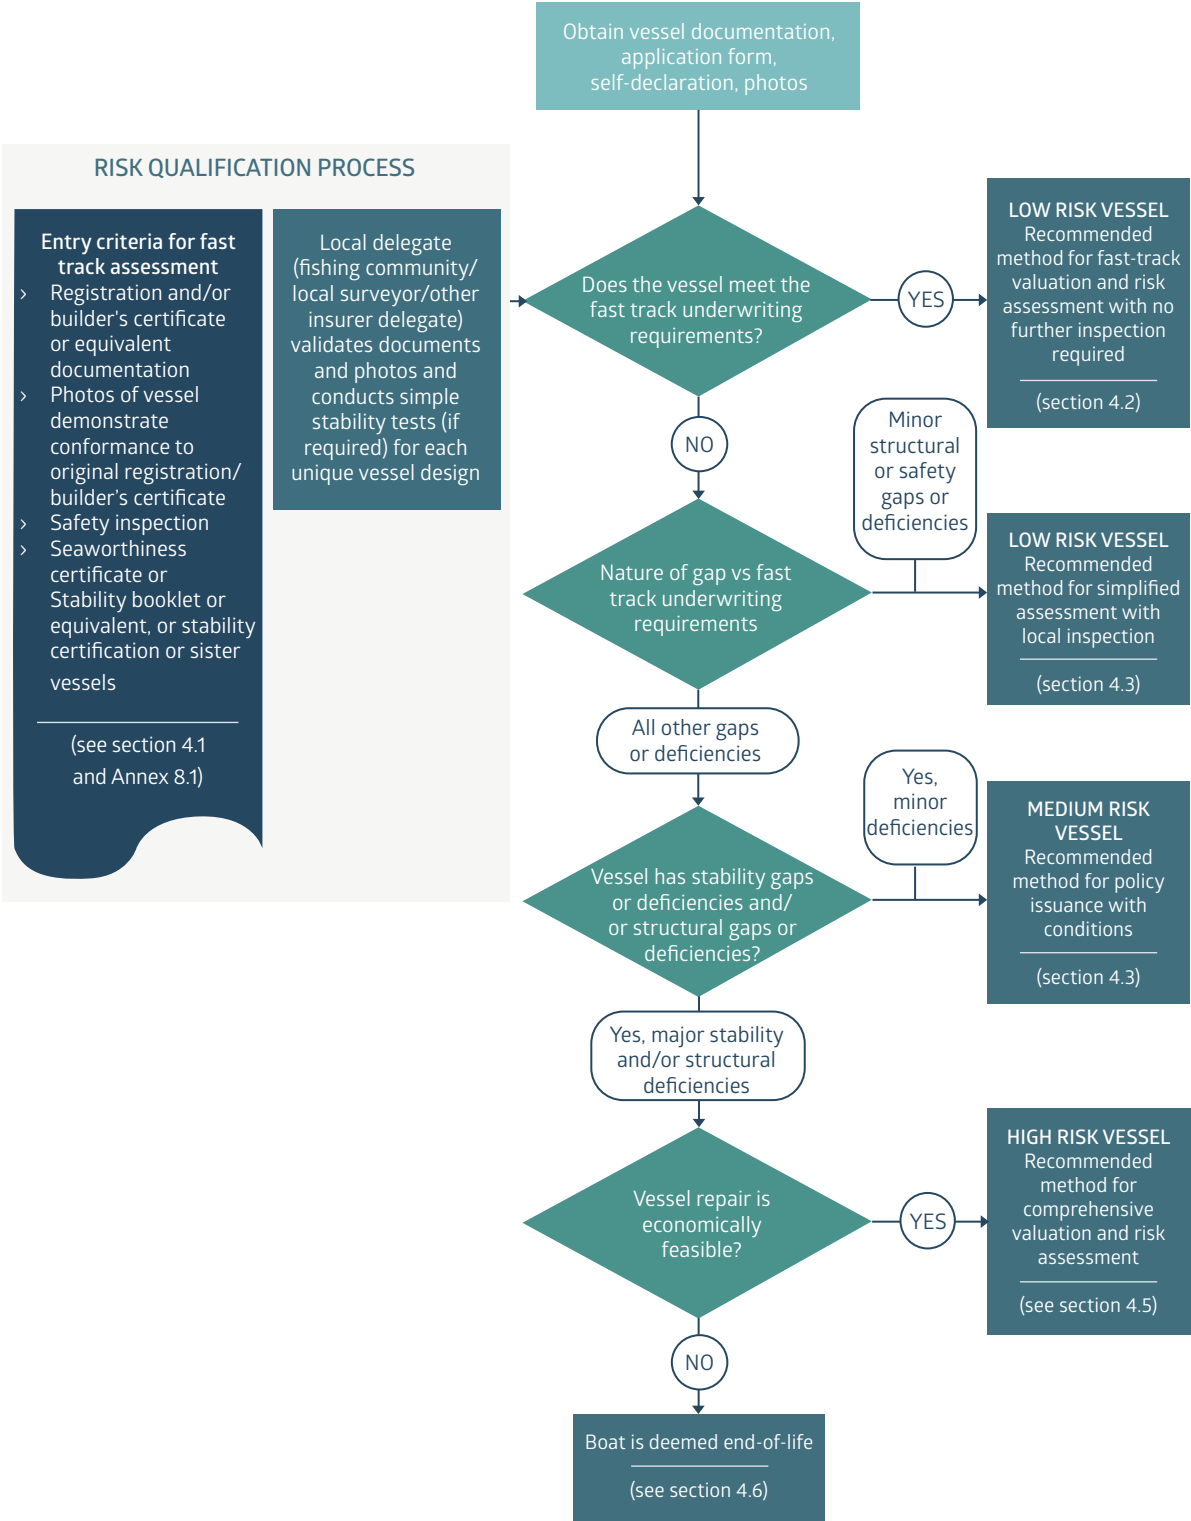 Obtain vessel documentation,
application form,
self-declaration, photos
RISK QUALIFICATION PROCESS
Entry criteria for fast
track assessment
› Registration and/or
builder's certificate
or equivalent
documentation
› Photos of vessel
demonstrate
conformance to
original registration/
builder's certificate
› Safety inspection
› Seaworthiness
certificate or
Stability booklet or
equivalent, or stability
certification or sister
vessels
(see section 4.1
and Annex 8.1)
Local delegate
(fishing community/
local surveyor/other
insurer delegate)
validates documents
and photos and
conducts simple
stability tests (if
required) for each
unique vessel design
Does the vessel meet the
fast track underwriting
requirements?
YES
LOW RISK VESSEL
Recommended
method for fast-track
valuation and risk
assessment with no
further inspection
required
(section 4.2)
NO
Nature of gap vs fast
track underwriting
requirements
Minor
structural
or safety
gaps or
deficiencies
LOW RISK VESSEL
Recommended
method for simplified
assessment with
local inspection
(section 4.3)
All other gaps
or deficiencies
Vessel has stability gaps
or deficiencies and/
or structural gaps or
deficiencies?
Yes,
minor
deficiencies
MEDIUM RISK
VESSEL
Recommended
method for policy
issuance with
conditions
(section 4.3)
Yes, major stability
and/or structural
deficiencies
Vessel repair is
economically
feasible?
YES
HIGH RISK VESSEL
Recommended
method for
comprehensive
valuation and risk
assessment
(see section 4.5)
NO
Boat is deemed end-of-life
(see section 4.6)